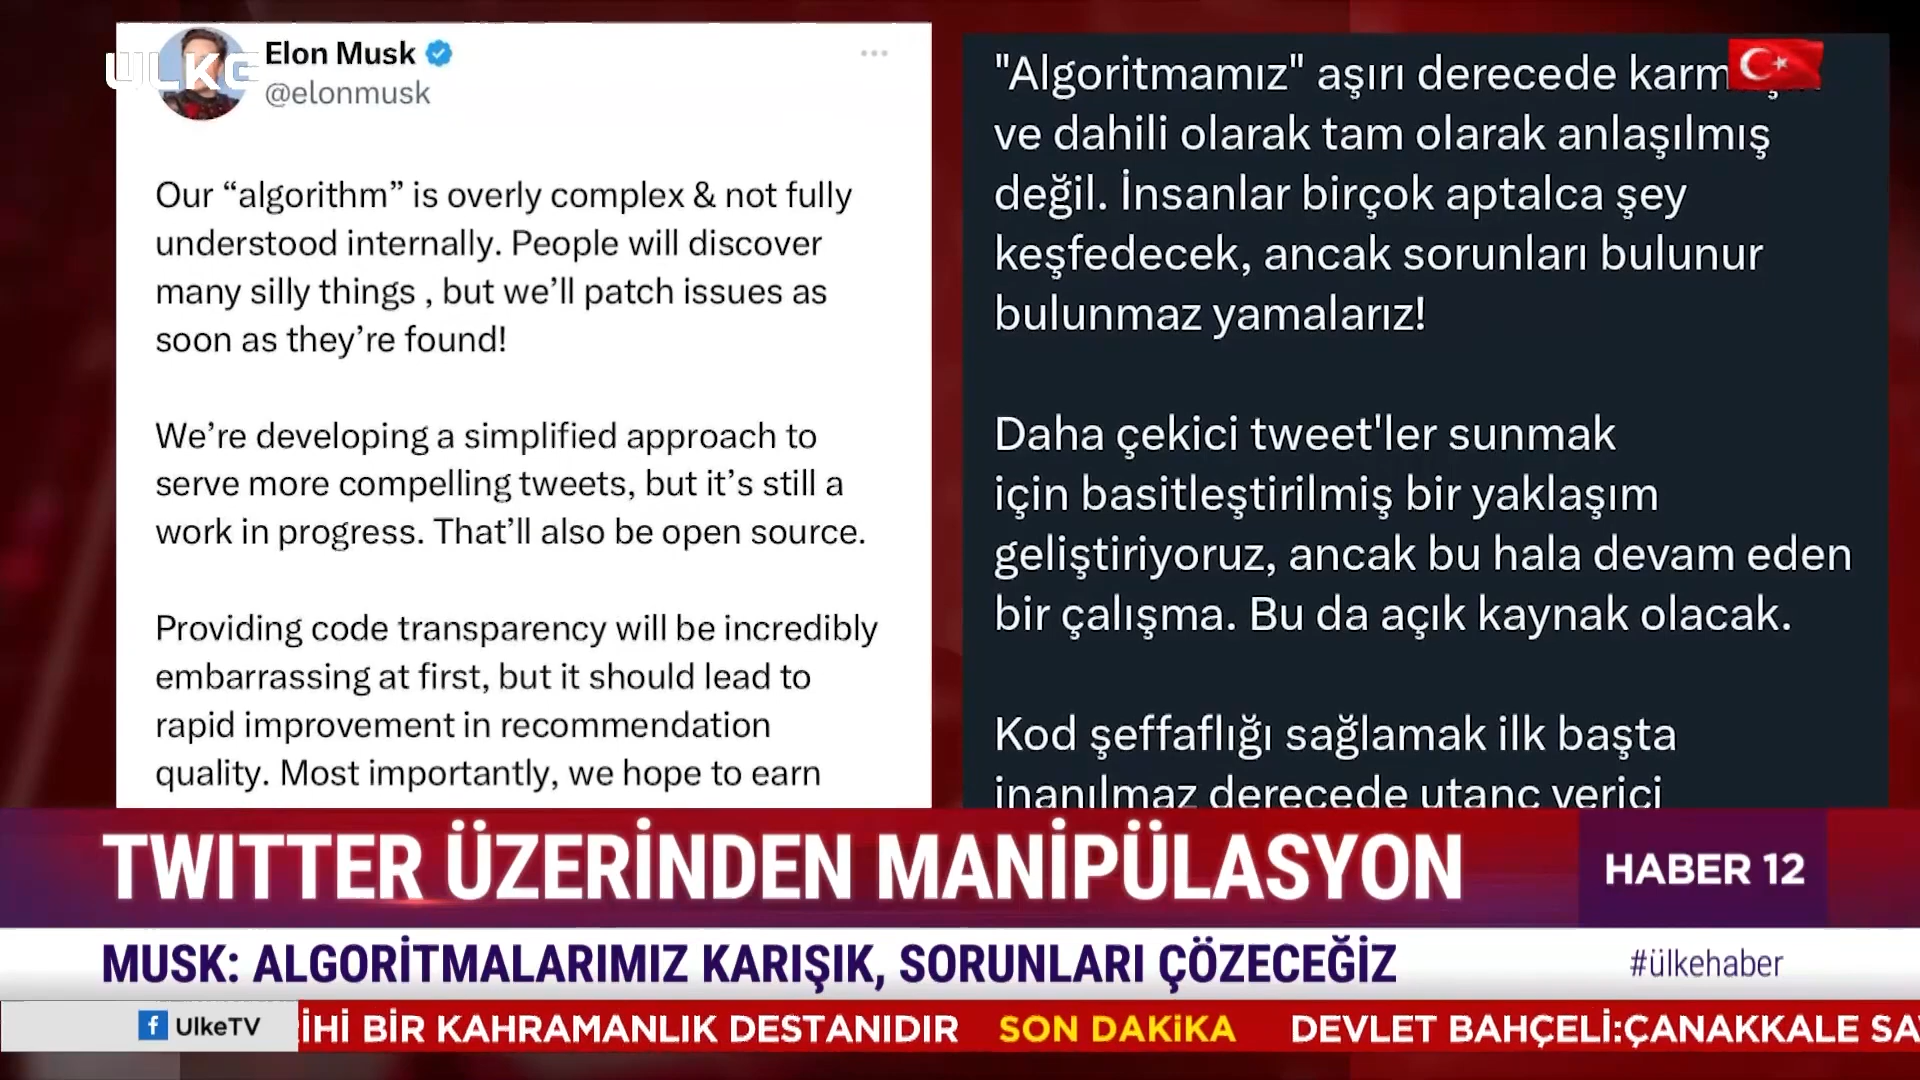 ÜLKE
Elon Musk
@elonmusk
Our “algorithm” is overly complex & not fully
understood internally. People will discover
many silly things , but we’ll patch issues as
soon as they’re found!
We’re developing a simplified approach to
serve more compelling tweets, but it’s still a
work in progress. That’ll also be open source.
Providing code transparency will be incredibly
embarrassing at first, but it should lead to
rapid improvement in recommendation
quality. Most importantly, we hope to earn
"Algoritmamız" aşırı derecede
ve dahili olarak tam olarak anlaşılmış
değil. İnsanlar birçok aptalca şey
keşfedecek, ancak sorunları bulunur
bulunmaz yamalarız!
Daha çekici tweet'ler sunmak
için basitleştirilmiş bir yaklaşım
geliştiriyoruz, ancak bu hala devam eden
bir çalışma. Bu da açık kaynak olacak.
Kod şeffaflığı sağlamak ilk başta
inanılmaz derecede utanç verici
TWITTER ÜZERİNDEN MANİPÜLASYON
HABER 12
MUSK: ALGORİTMALARIMIZ KARIŞIK, SORUNLARI ÇÖZECEĞİZ
#ülkehaber
UlkeTV
İHİ BİR KAHRAMANLIK DESTANIDIR SON DAKİKA DEVLET BAHÇELİ:ÇANAKKALE SA